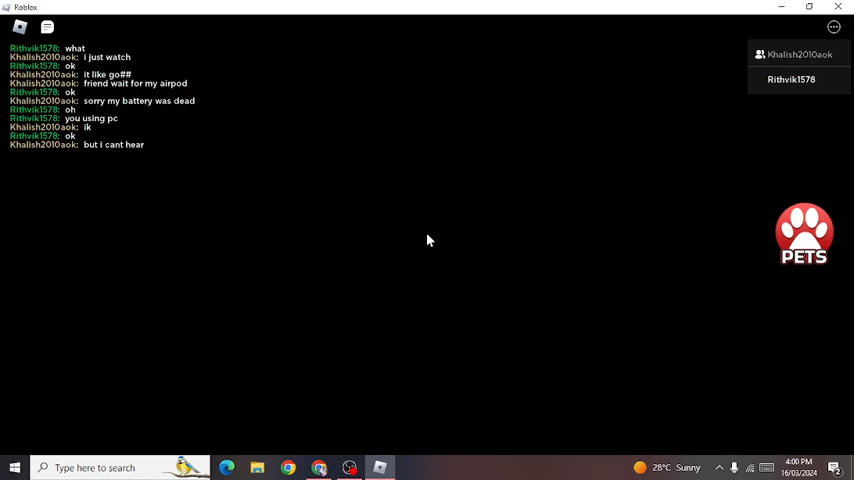 Roblox
Rithvik1578: what
Khalish2010aok: i just watch
Rithvik1578: ok
Khalish2010aok: it like go##
Khalish2010aok: friend wait for my airpod
Rithvik1578: ok
Khalish2010aok: sorry my battery was dead
Rithvik1578: oh
Rithvik1578: you using pc
Khalish2010aok: ik
Rithvik1578: ok
Khalish2010aok: but i cant hear
Khalish2010aok
Rithvik1578
PETS
Type here to search
28°C Sunny
4:00 PM
16/03/2024
2